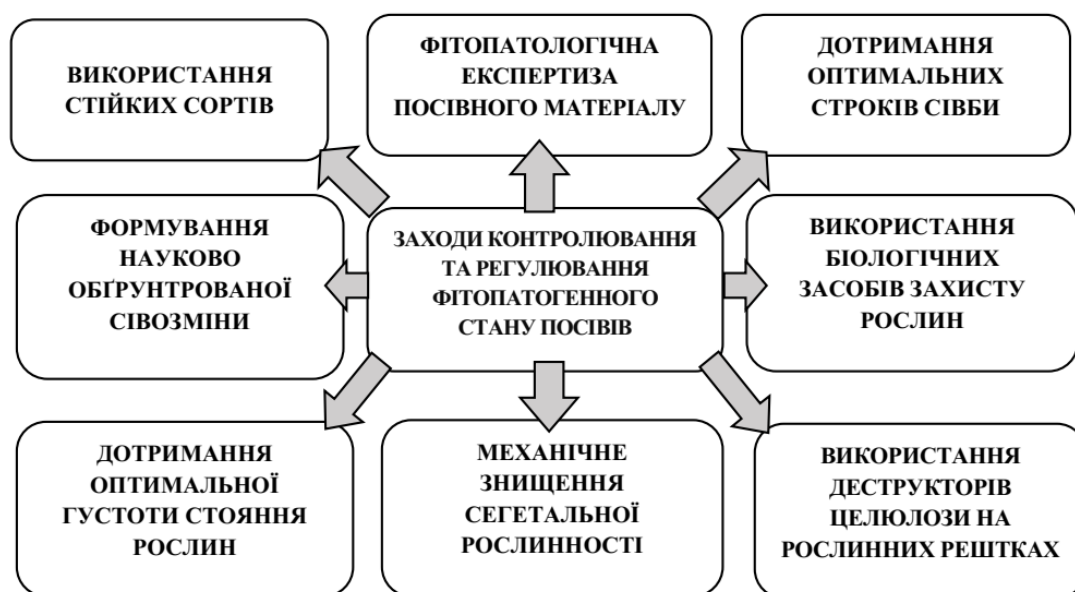 ВИКОРИСТАННЯ
СТІЙКИХ СОРТІВ
ФІТОПАТОЛОГІЧНА
ЕКСПЕРТИЗА
ПОСІВНОГО МАТЕРІАЛУ
ДОТРИМАННЯ
ОПТИМАЛЬНИХ
СТРОКІВ СІВБИ
ФОРМУВАННЯ
НАУКОВО
ОБҐРУНТРОВАНОЇ
СІВОЗМІНИ
ЗАХОДИ КОНТРОЛЮВАННЯ
ТА РЕГУЛЮВАННЯ
ФІТОПАТОГЕННОГО
СТАНУ ПОСІВІВ
ВИКОРИСТАННЯ
БІОЛОГІЧНИХ
ЗАСОБІВ ЗАХИСТУ
РОСЛИН
ДОТРИМАННЯ
ОПТИМАЛЬНОЇ
ГУСТОТИ СТОЯННЯ
РОСЛИН
МЕХАНІЧНЕ
ЗНИЩЕННЯ
СЕГЕТАЛЬНОЇ
РОСЛИННОСТІ
ВИКОРИСТАННЯ
ДЕСТРУКТОРІВ
ЦЕЛЮЛОЗИ НА
РОСЛИННИХ РЕШТКАХ